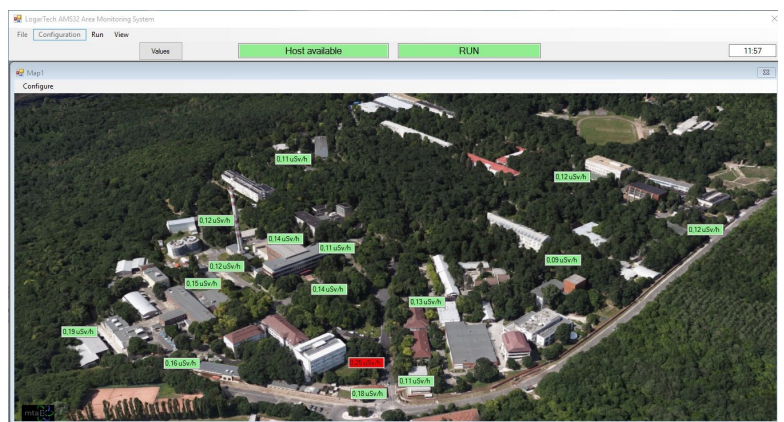 LogarTech AMS32 Area Monitoring System
File Configuration Run View
Values Host available RUN 11:57
Map1
Configure
0,11 uSv/h
0,12 uSv/h
0,12 uSv/h
0,12 uSv/h
0,14 uSv/h
0,11 uSv/h
0,09 uSv/h
0,12 uSv/h
0,15 uSv/h
0,14 uSv/h
0,13 uSv/h
0,19 uSv/h
0,16 uSv/h
uSv/h
0,11 uSv/h
0,18 uSv/h
mta